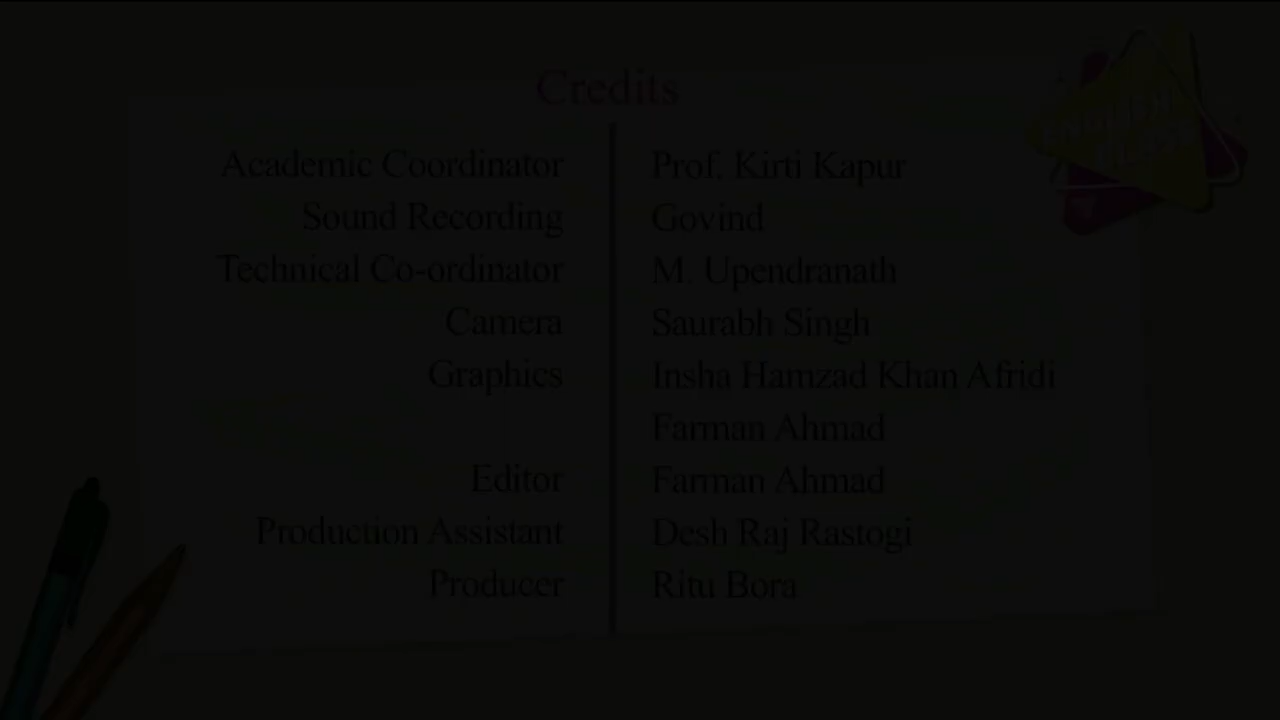 Credits
Academic Coordinator Prof. Kirti Kapur
Sound Recording Govind
Technical Co-ordinator M. Upendranath
Camera Saurabh Singh
Graphics Insha Hamzad Khan Afridi
Farman Ahmad
Editor Farman Ahmad
Production Assistant Desh Raj Rastogi
Producer Ritu Bora